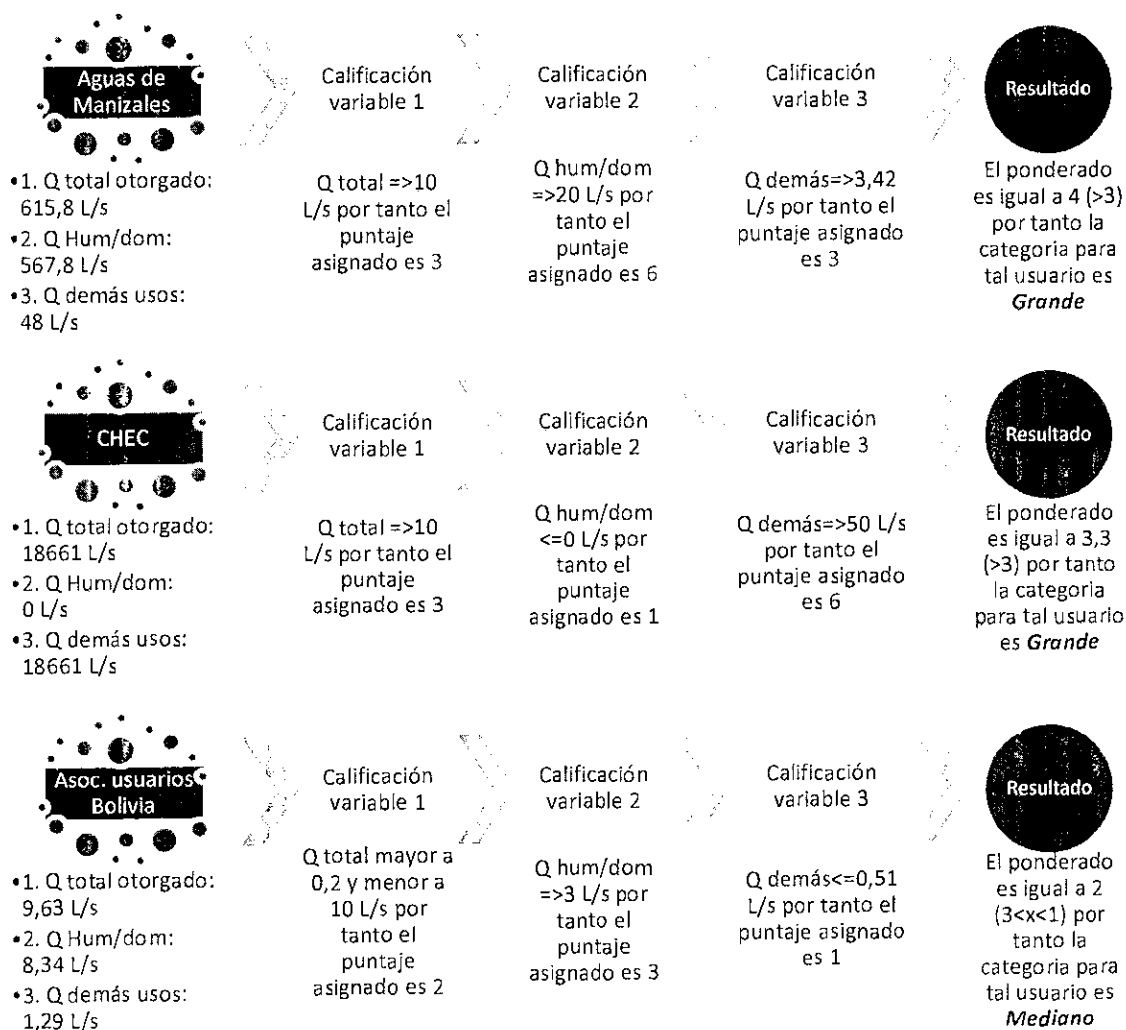 Aguas de
Manizales
•1. Q total otorgado:
615,8 L/s
•2. Q Hum/dom:
567,8 L/s
•3. Q demás usos:
48 L/s
Calificación
variable 1
Q total =>10
L/s por tanto el
puntaje
asignado es 3
Calificación
variable 2
Q hum/dom
=>20 L/s por
tanto el
puntaje
asignado es 6
Calificación
variable 3
Q demás=>3,42
L/s por tanto el
puntaje asignado
es 3
Resultado
El ponderado
es igual a 4 (>3)
por tanto la
categoria para
tal usuario es
Grande
CHEC
•1. Q total otorgado:
18661 L/s
•2. Q Hum/dom:
0 L/s
•3. Q demás usos:
18661 L/s
Calificación
variable 1
Q total =>10
L/s por tanto el
puntaje
asignado es 3
Calificación
variable 2
Q hum/dom
<=0 L/s por
tanto el
puntaje
asignado es 1
Calificación
variable 3
Q demás=>50 L/s
por tanto el
puntaje asignado
es 6
Resultado
El ponderado
es igual a 3,3
(>3) por tanto
la categoria
para tal usuario
es Grande
Asoc. usuarios
Bolivia
•1. Q total otorgado:
9,63 L/s
•2. Q Hum/dom:
8,34 L/s
•3. Q demás usos:
1,29 L/s
Calificación
variable 1
Q total mayor a
0,2 y menor a
10 L/s por
tanto el
puntaje
asignado es 2
Calificación
variable 2
Q hum/dom
=>3 L/s por
tanto el
puntaje
asignado es 3
Calificación
variable 3
Q demás<=0,51
L/s por tanto el
puntaje asignado
es 1
Resultado
El ponderado
es igual a 2
(3<x<1) por
tanto la
categoria para
tal usuario es
Mediano